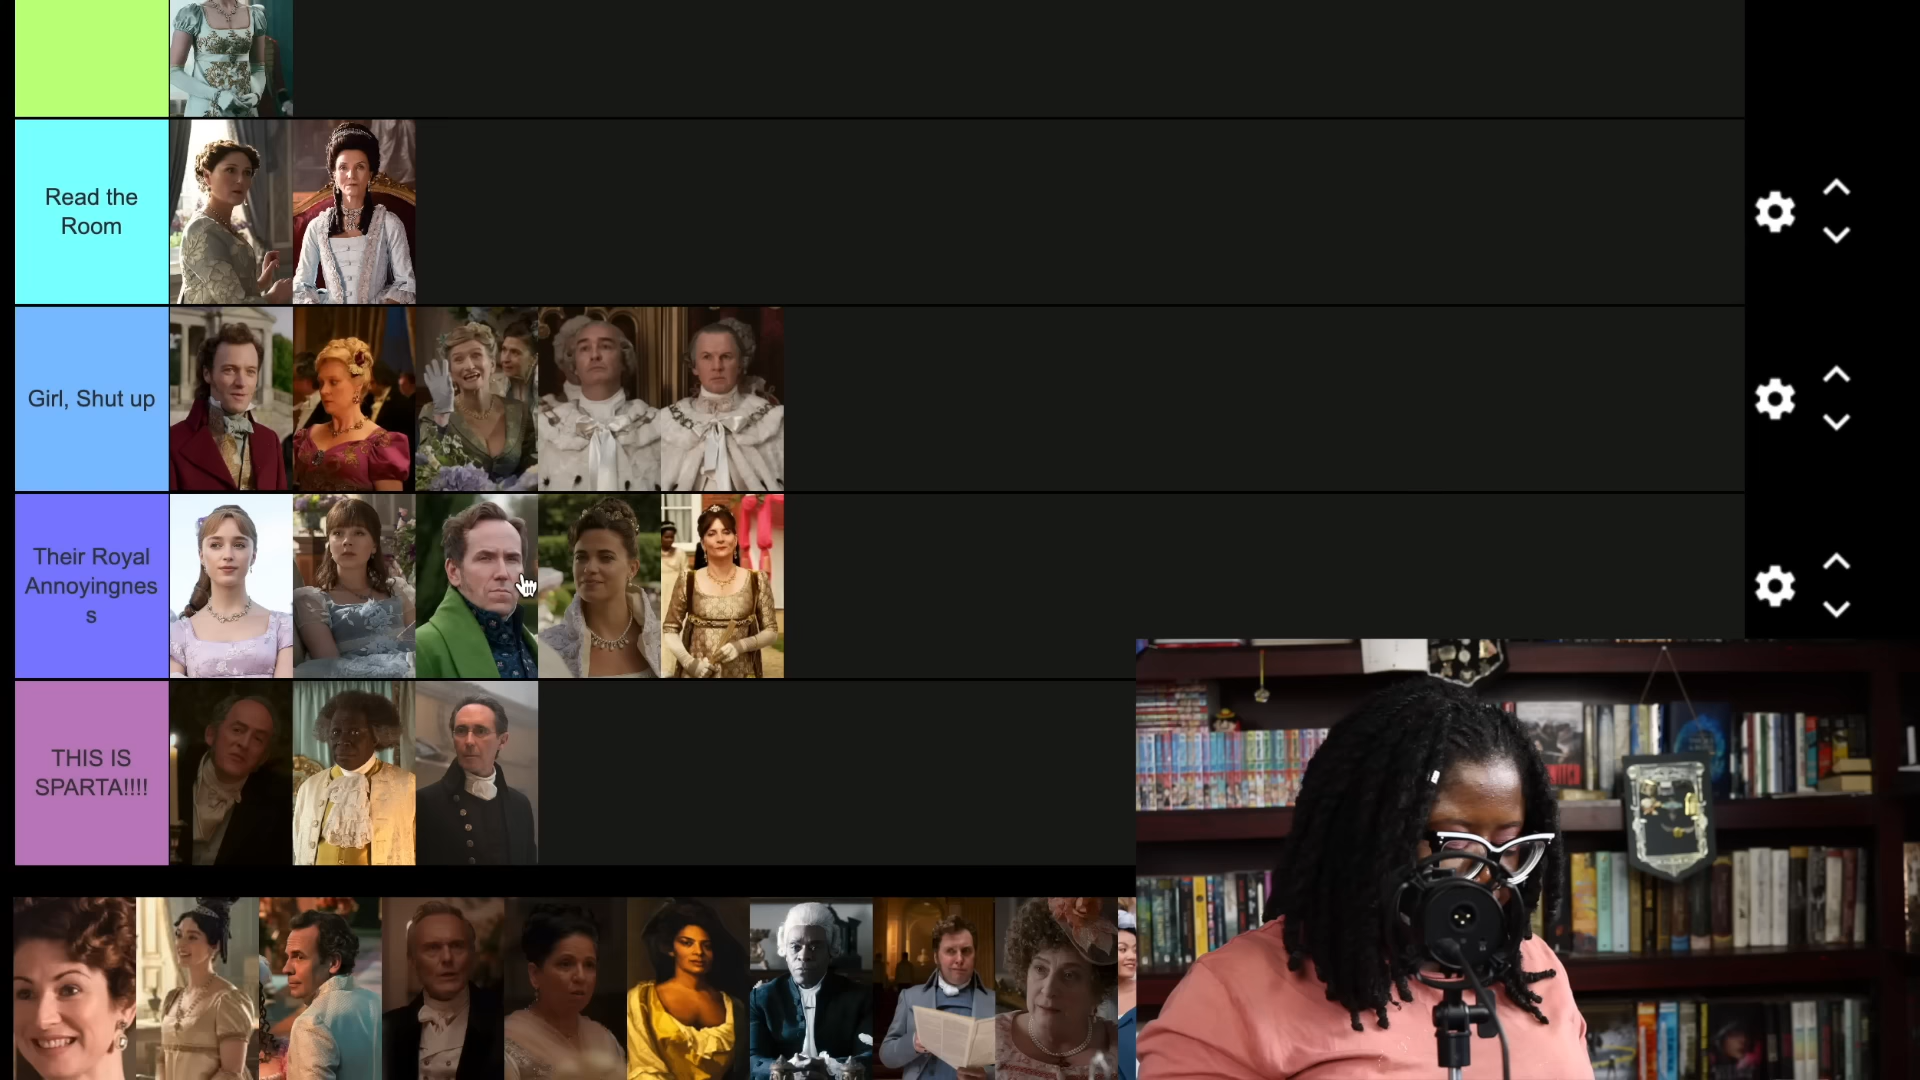 Read the
Room
Girl, Shut up
Their Royal
Annoyingnes
s
THIS IS
SPARTA!!!!